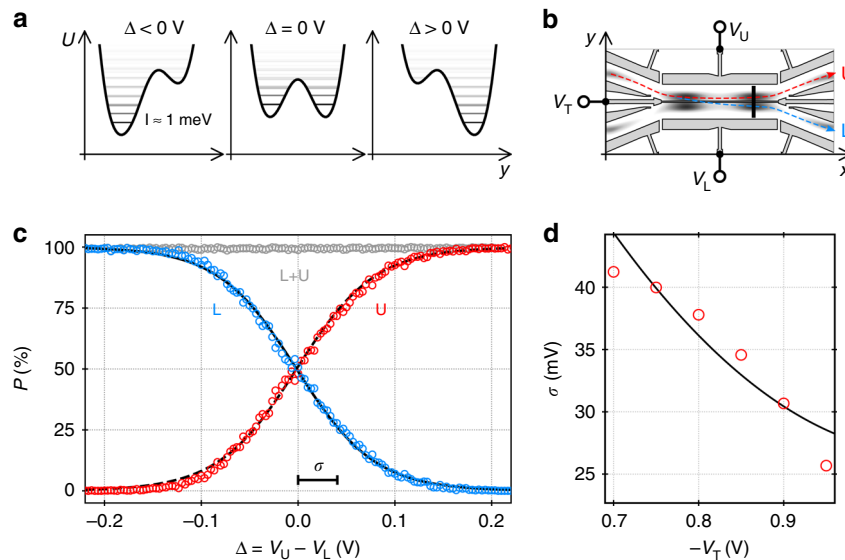 a
Δ < 0 V
Δ = 0 V
Δ > 0 V
U
I ≈ 1 meV
y
b
y
V_U
V_T
U
L
V_L
x
c
100
75
50
25
0
P (%)
L+U
L
U
σ
−0.2
−0.1
0.0
0.1
0.2
Δ = V_U − V_L (V)
d
40
35
30
25
σ (mV)
0.7
0.8
0.9
−V_T (V)